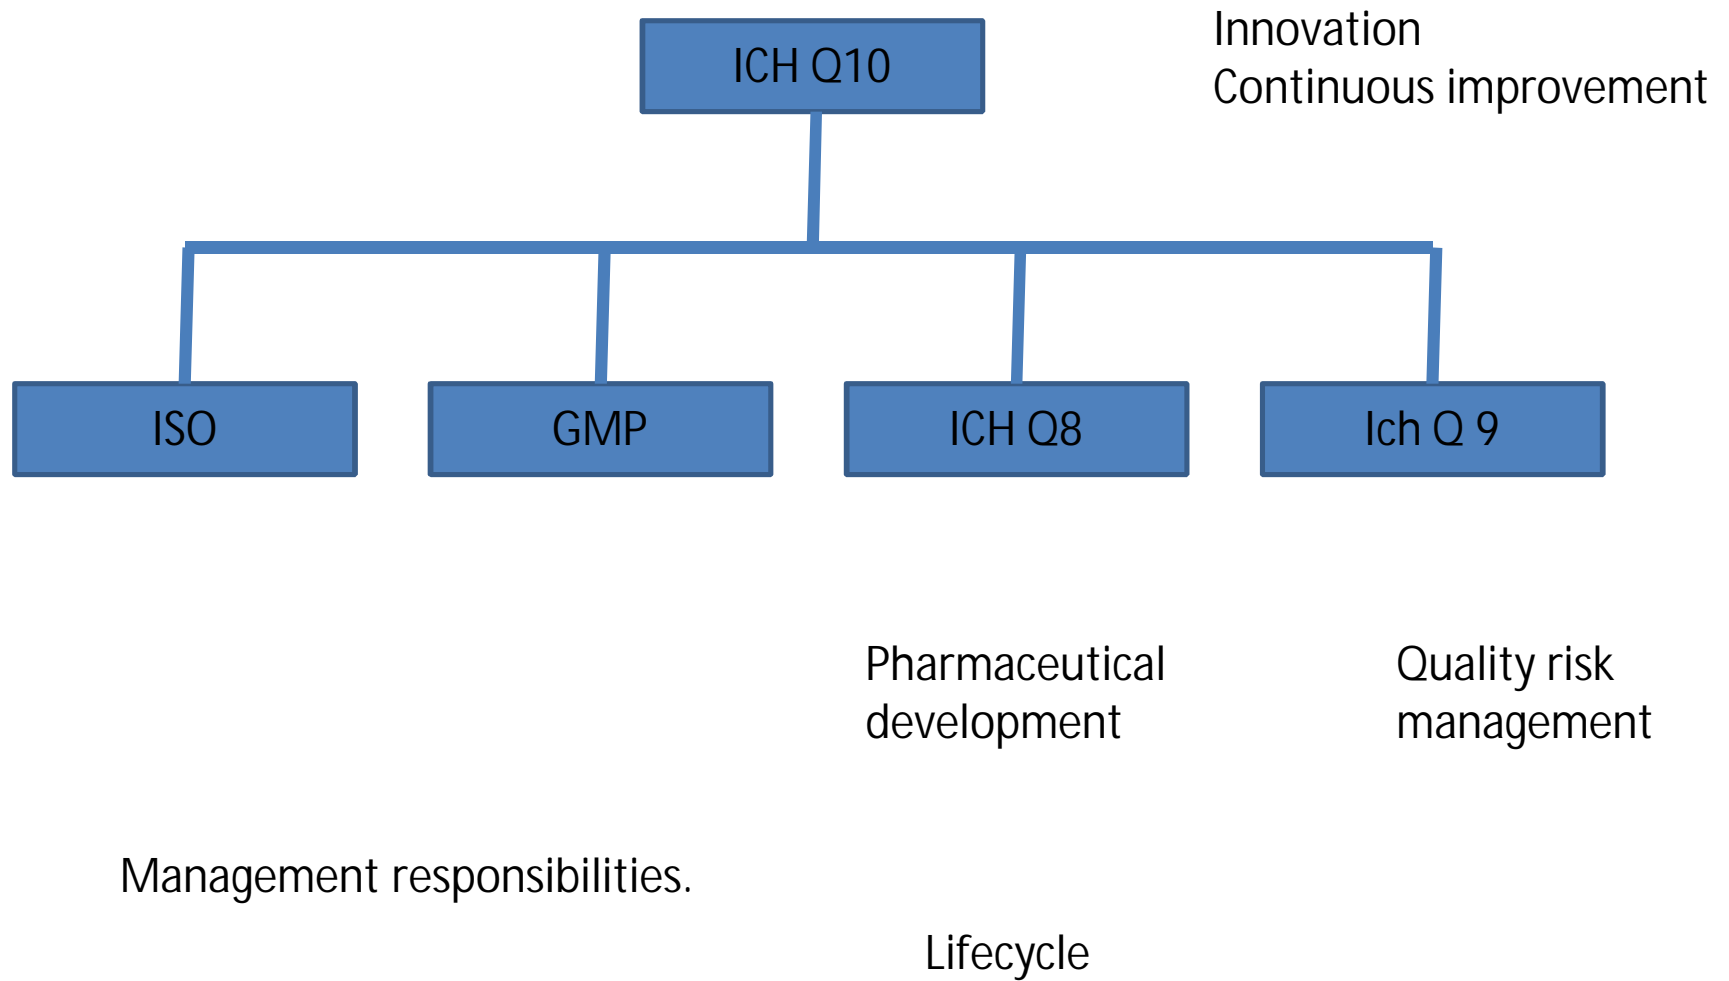 ICH Q10
Innovation
Continuous improvement
ISO
GMP
ICH Q8
Ich Q 9
Pharmaceutical
development
Quality risk
management
Management responsibilities.
Lifecycle